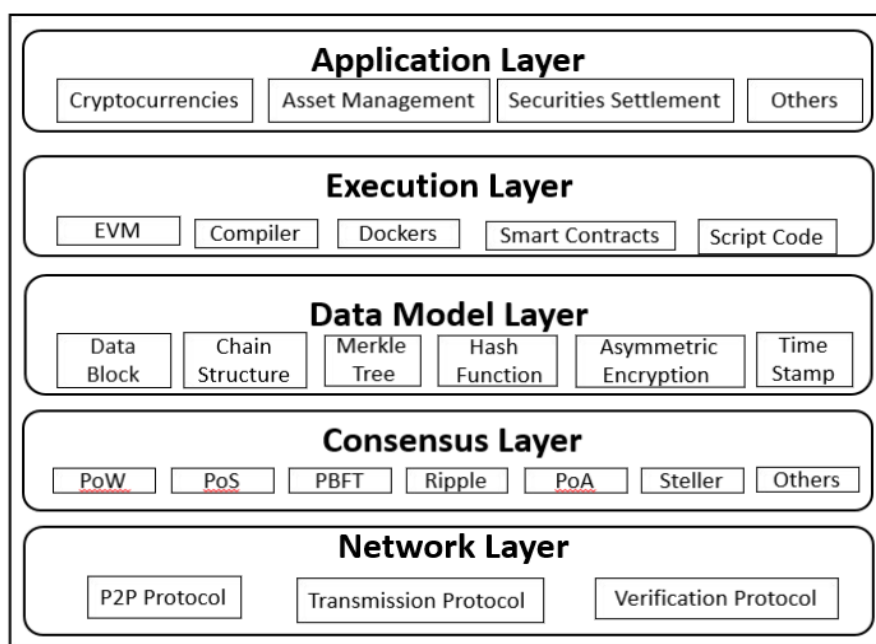 Application Layer
Cryptocurrencies Asset Management Securities Settlement Others
Execution Layer
EVM Compiler Dockers Smart Contracts Script Code
Data Model Layer
Data Chain Merkle Hash Asymmetric Time
Block Structure Tree Function Encryption Stamp
Consensus Layer
PoW PoS PBFT Ripple PoA Steller Others
Network Layer
P2P Protocol Transmission Protocol Verification Protocol